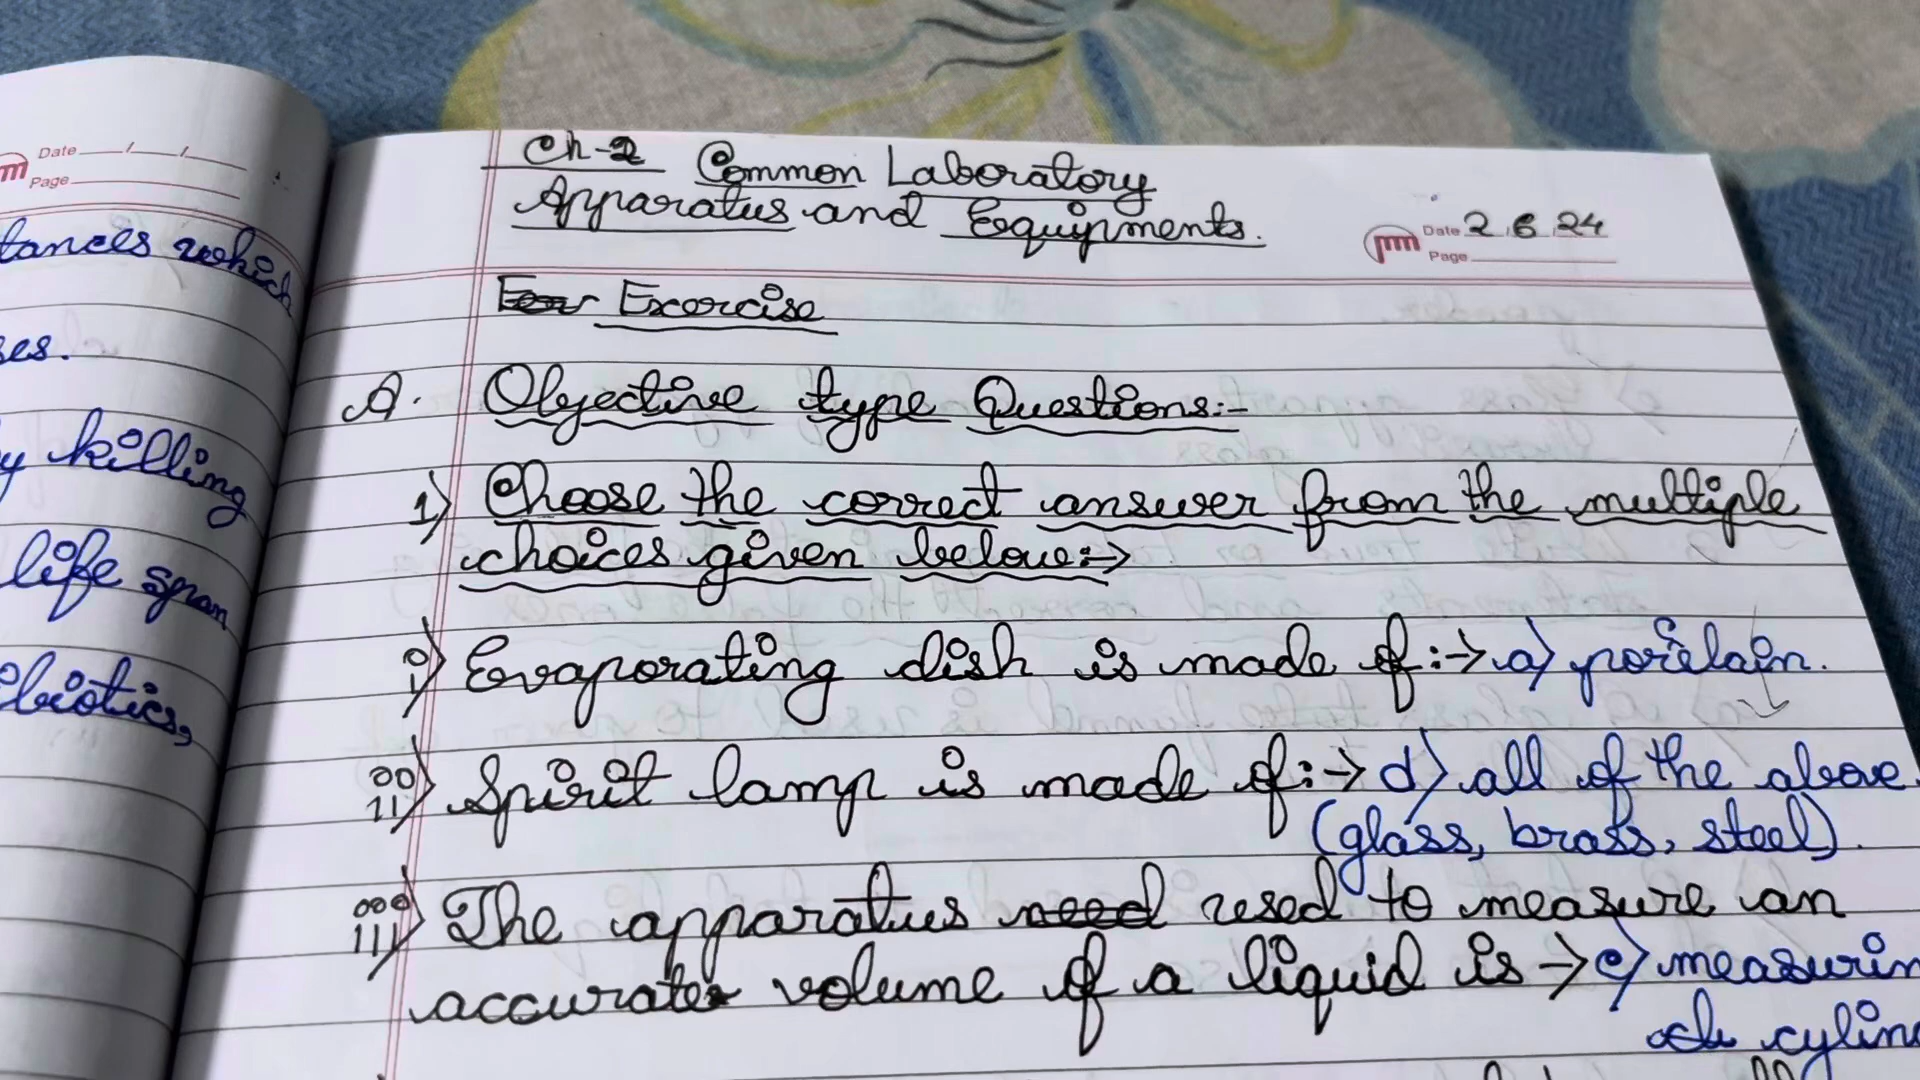 Date / /
Page
tances which
ses.
y killing
life span
biotics,
Ch-2 Common Laboratory
Apparatus and Equipments.
Date 2.6.24
Page
Exercise
A. Objective type Questions:-
1) Choose the correct answer from the multiple
choices given below:→
i) Evaporating dish is made of:→ a) porcelain.
ii) Spirit lamp is made of:→ d) all of the above.
(glass, brass, steel).
iii) The apparatus need used to measure an
accurate volume of a liquid is → c) measurin
cylin